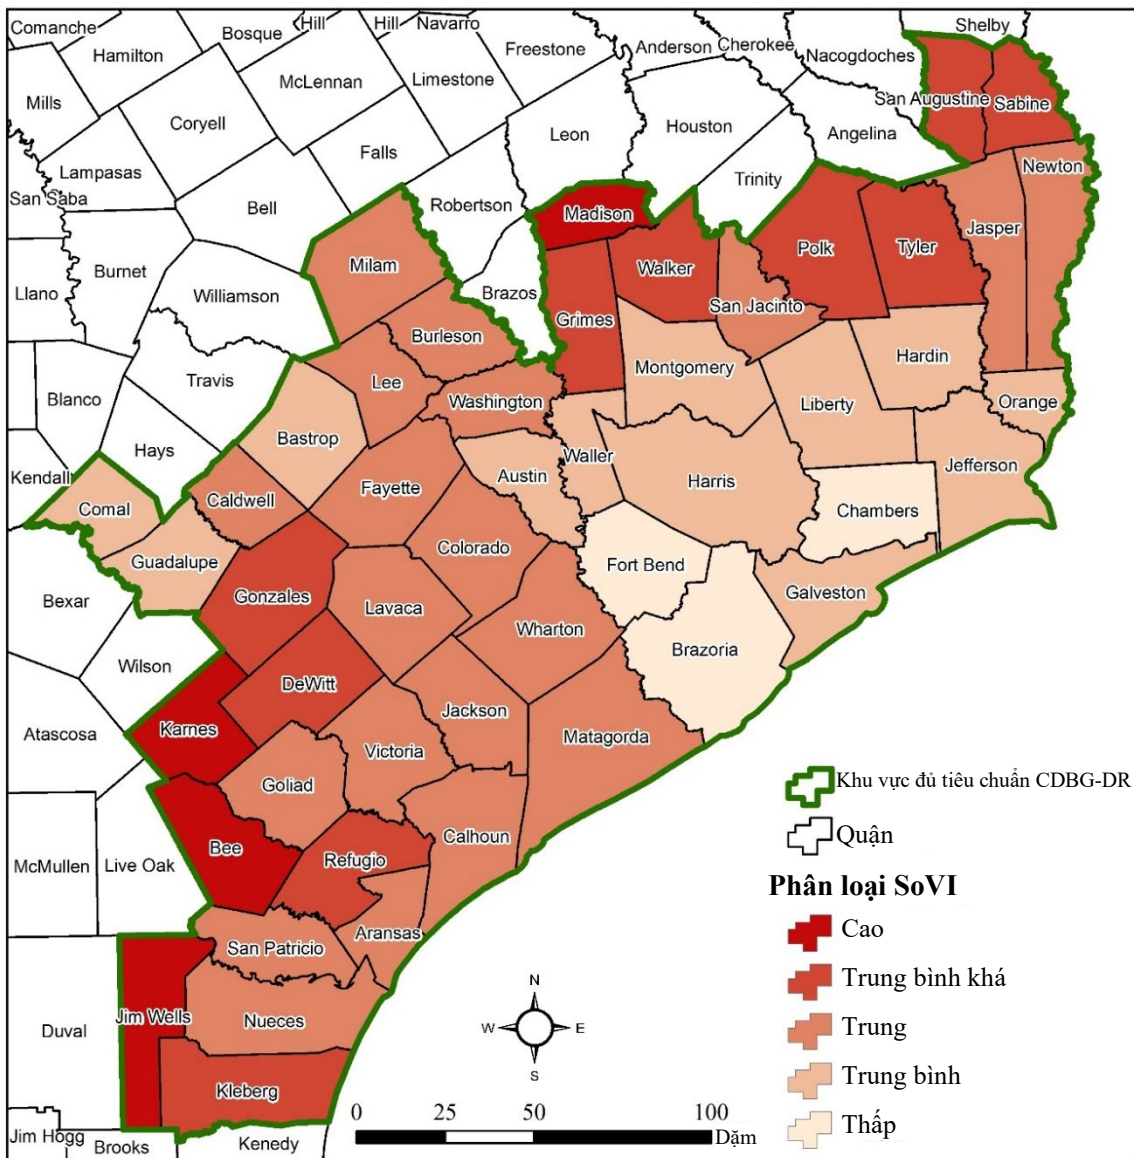 Comanche
Hamilton
Bosque
Hill
Hill
Navarro
Freestone
Anderson
Cherokee
Nacogdoches
Shelby
Mills
McLennan
Limestone
Coryell
Leon
Houston
Angelina
San Augustine
Sabine
Lampasas
Falls
San Saba
Bell
Robertson
Trinity
Newton
Madison
Jasper
Burnet
Milam
Walker
Polk
Tyler
Llano
Williamson
Brazos
San Jacinto
Grimes
Burleson
Travis
Lee
Montgomery
Hardin
Blanco
Washington
Liberty
Orange
Bastrop
Hays
Waller
Kendall
Austin
Harris
Jefferson
Comal
Caldwell
Fayette
Chambers
Guadalupe
Colorado
Fort Bend
Galveston
Bexar
Gonzales
Lavaca
Wharton
Brazoria
Wilson
DeWitt
Jackson
Atascosa
Karnes
Victoria
Matagorda
Goliad
Calhoun
McMullen
Live Oak
Bee
Refugio
Aransas
San Patricio
Duval
Jim Wells
Nueces
Kleberg
Jim Hogg
Brooks
Kenedy
Khu vực đủ tiêu chuẩn CDBG-DR
Quận
Phân loại SoVI
Cao
Trung bình khá
Trung
Trung bình
Thấp
N
W
E
S
0 25 50 100
Dặm